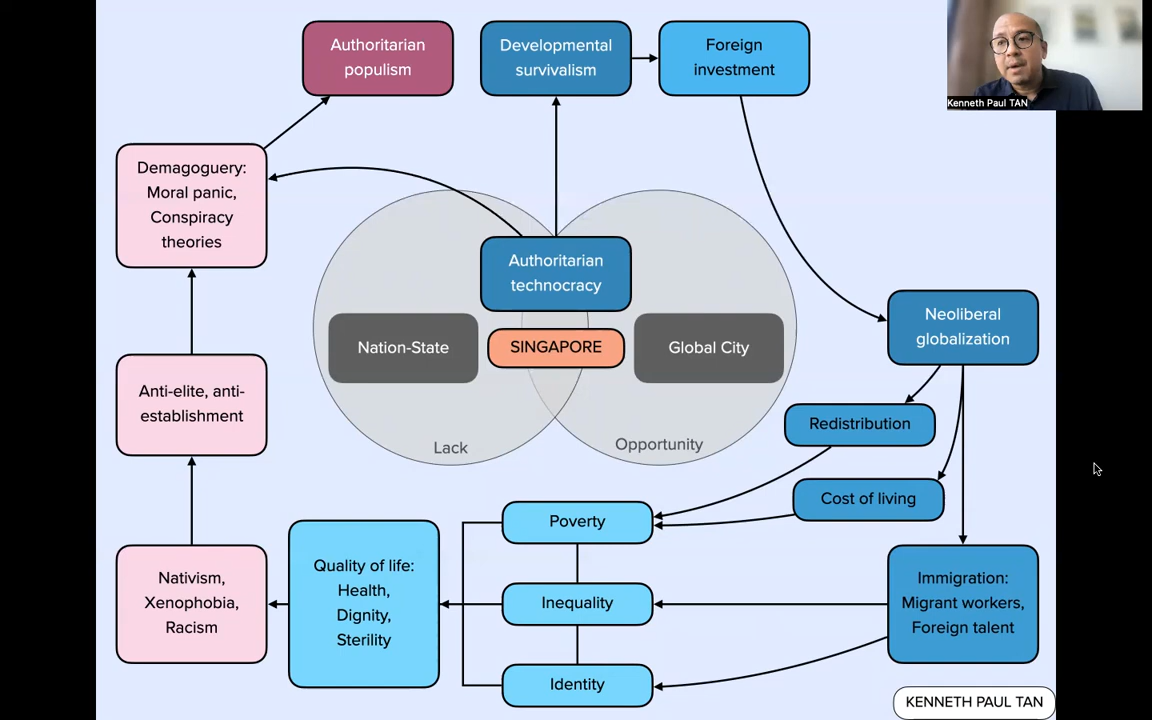 Authoritarian
populism
Developmental
survivalism
Foreign
investment
Kenneth Paul TAN
Demagoguery:
Moral panic,
Conspiracy
theories
Authoritarian
technocracy
Neoliberal
globalization
Nation-State
SINGAPORE
Global City
Anti-elite, anti-
establishment
Redistribution
Lack
Opportunity
Cost of living
Poverty
Quality of life:
Health,
Dignity,
Sterility
Nativism,
Xenophobia,
Racism
Inequality
Immigration:
Migrant workers,
Foreign talent
Identity
KENNETH PAUL TAN